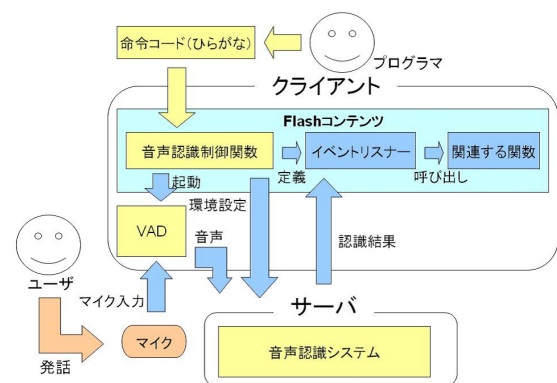 命令コード(ひらがな)
プログラマ
クライアント
Flashコンテンツ
音声認識制御関数
イベントリスナー
関連する関数
起動
定義
呼び出し
環境設定
VAD
音声
認識結果
ユーザ
マイク入力
サーバ
マイク
発話
音声認識システム